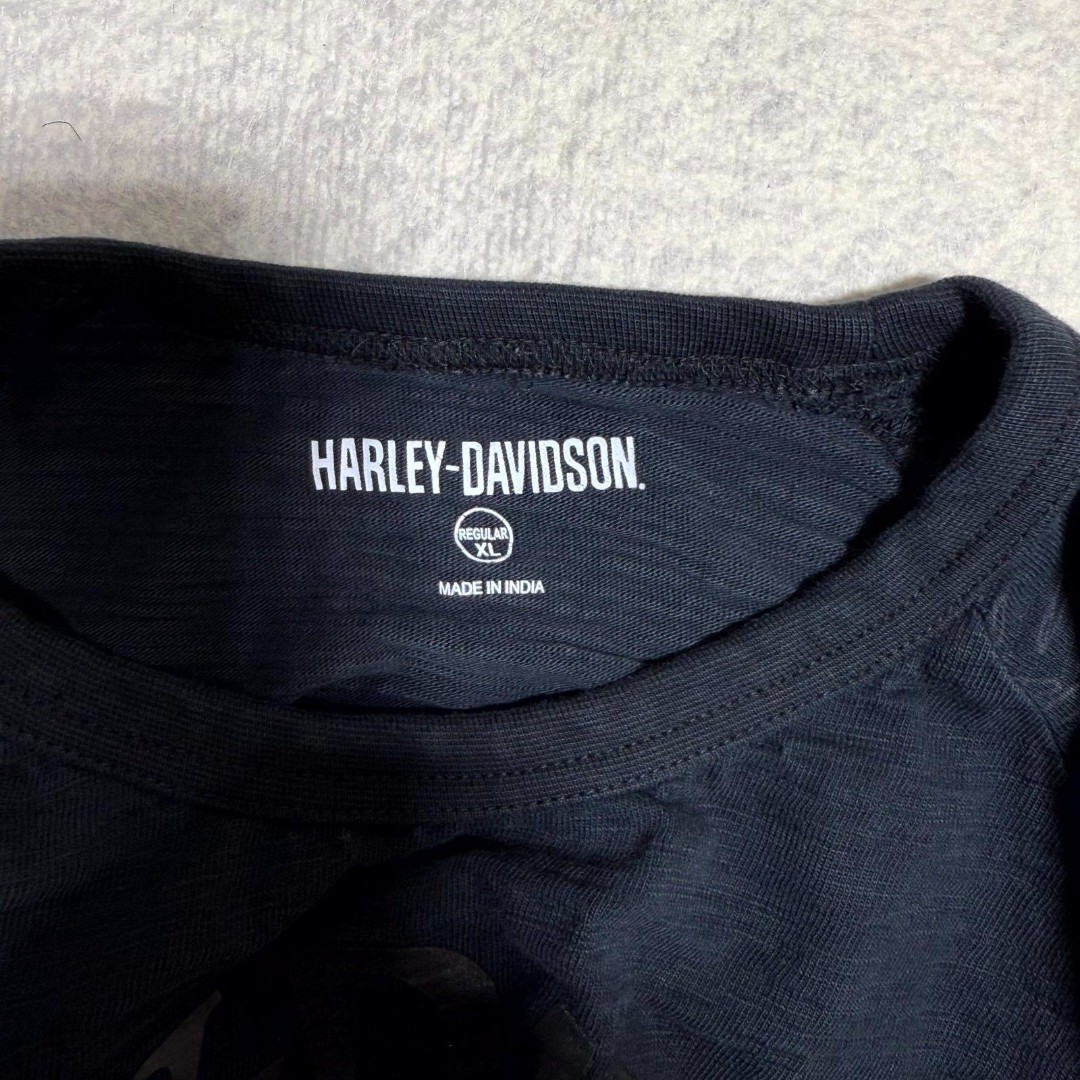 HARLEY-DAVIDSON.
REGULAR
XL
MADE IN INDIA